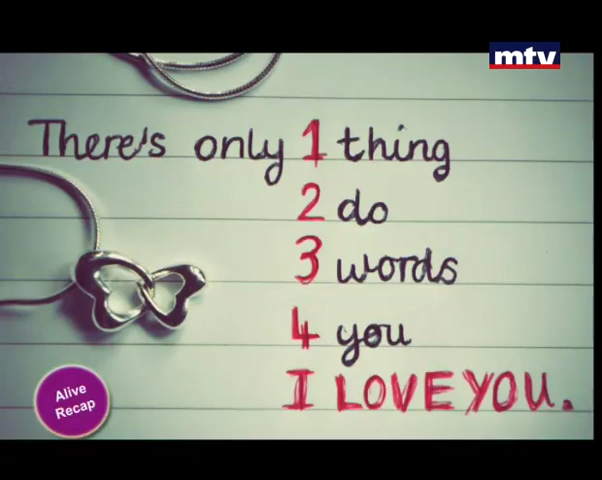 mtv
There's only 1 thing
2 do
3 words
4 you
I LOVE YOU.
Alive
Recap